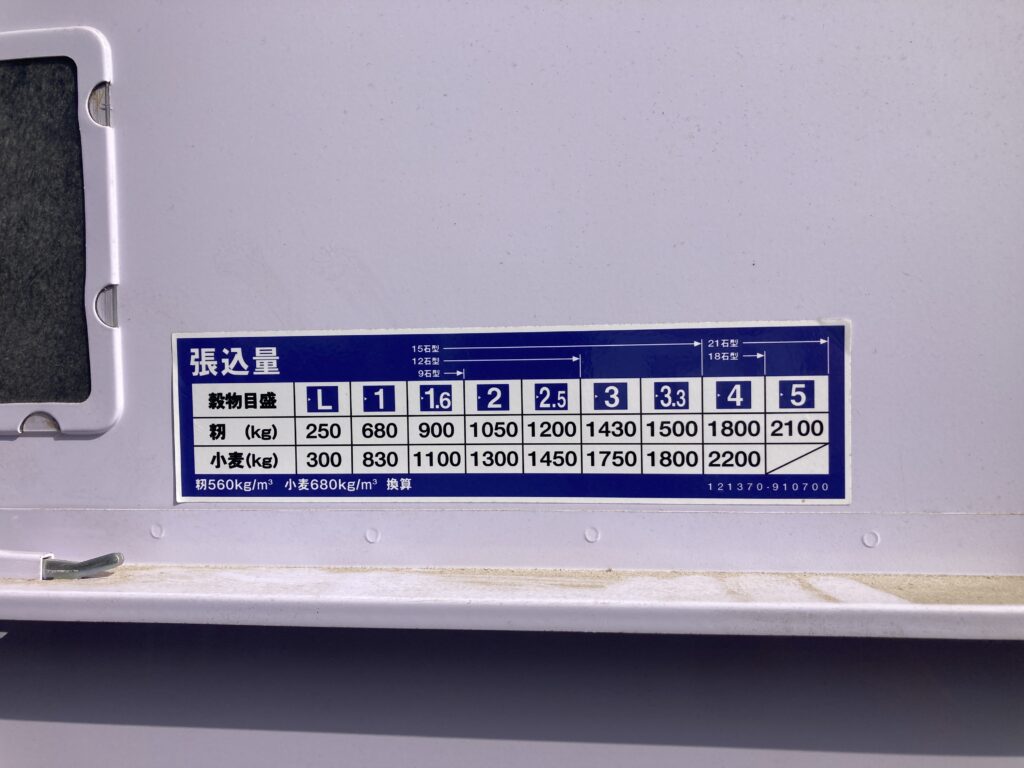 張込量
15石型
12石型
9石型
21石型
18石型
穀物目盛 ・L ・1 ・1.6 ・2 ・2.5 ・3 ・3.3 ・4 ・5
籾 (kg) 250 680 900 1050 1200 1430 1500 1800 2100
小麦(kg) 300 830 1100 1300 1450 1750 1800 2200
籾560kg/m³ 小麦680kg/m³ 換算
121370-910700